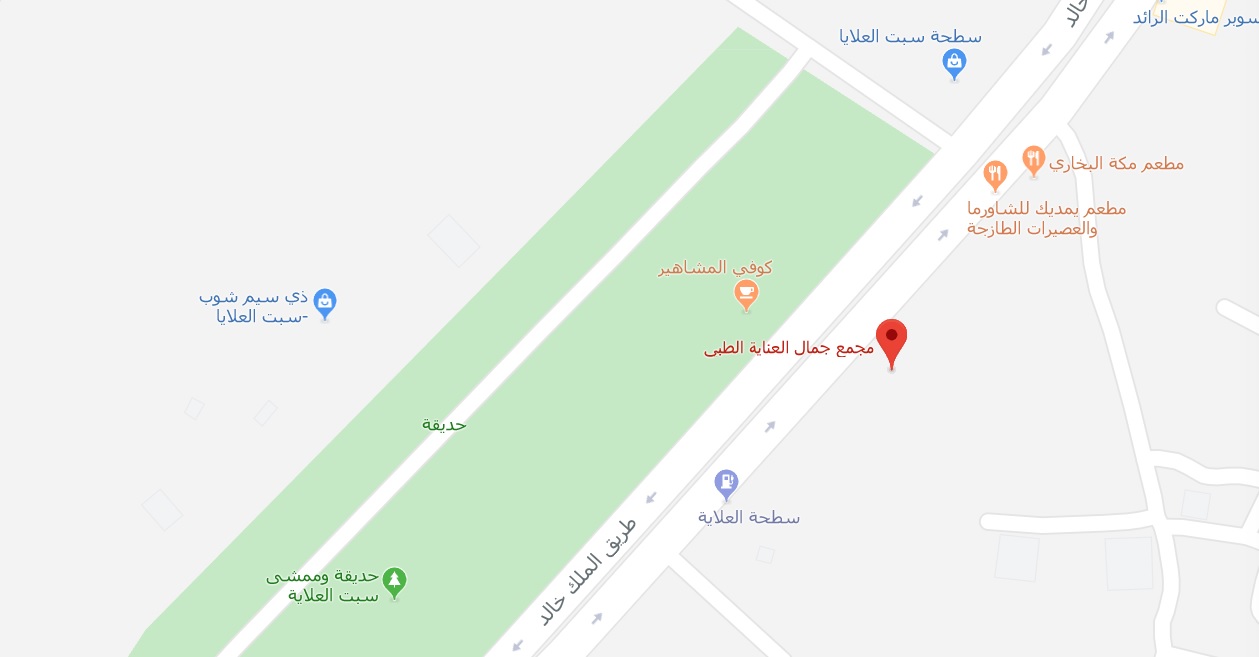 سوبر ماركت الرائد
خالد
سطحة سبت العلايا
مطعم مكة البخاري
مطعم يمديك للشاورما
والعصيرات الطازجة
كوفي المشاهير
ذي سيم شوب
-سبت العلايا
مجمع جمال العناية الطبي
حديقة
سطحة العلاية
طريق الملك خالد
حديقة وممشى
سبت العلاية